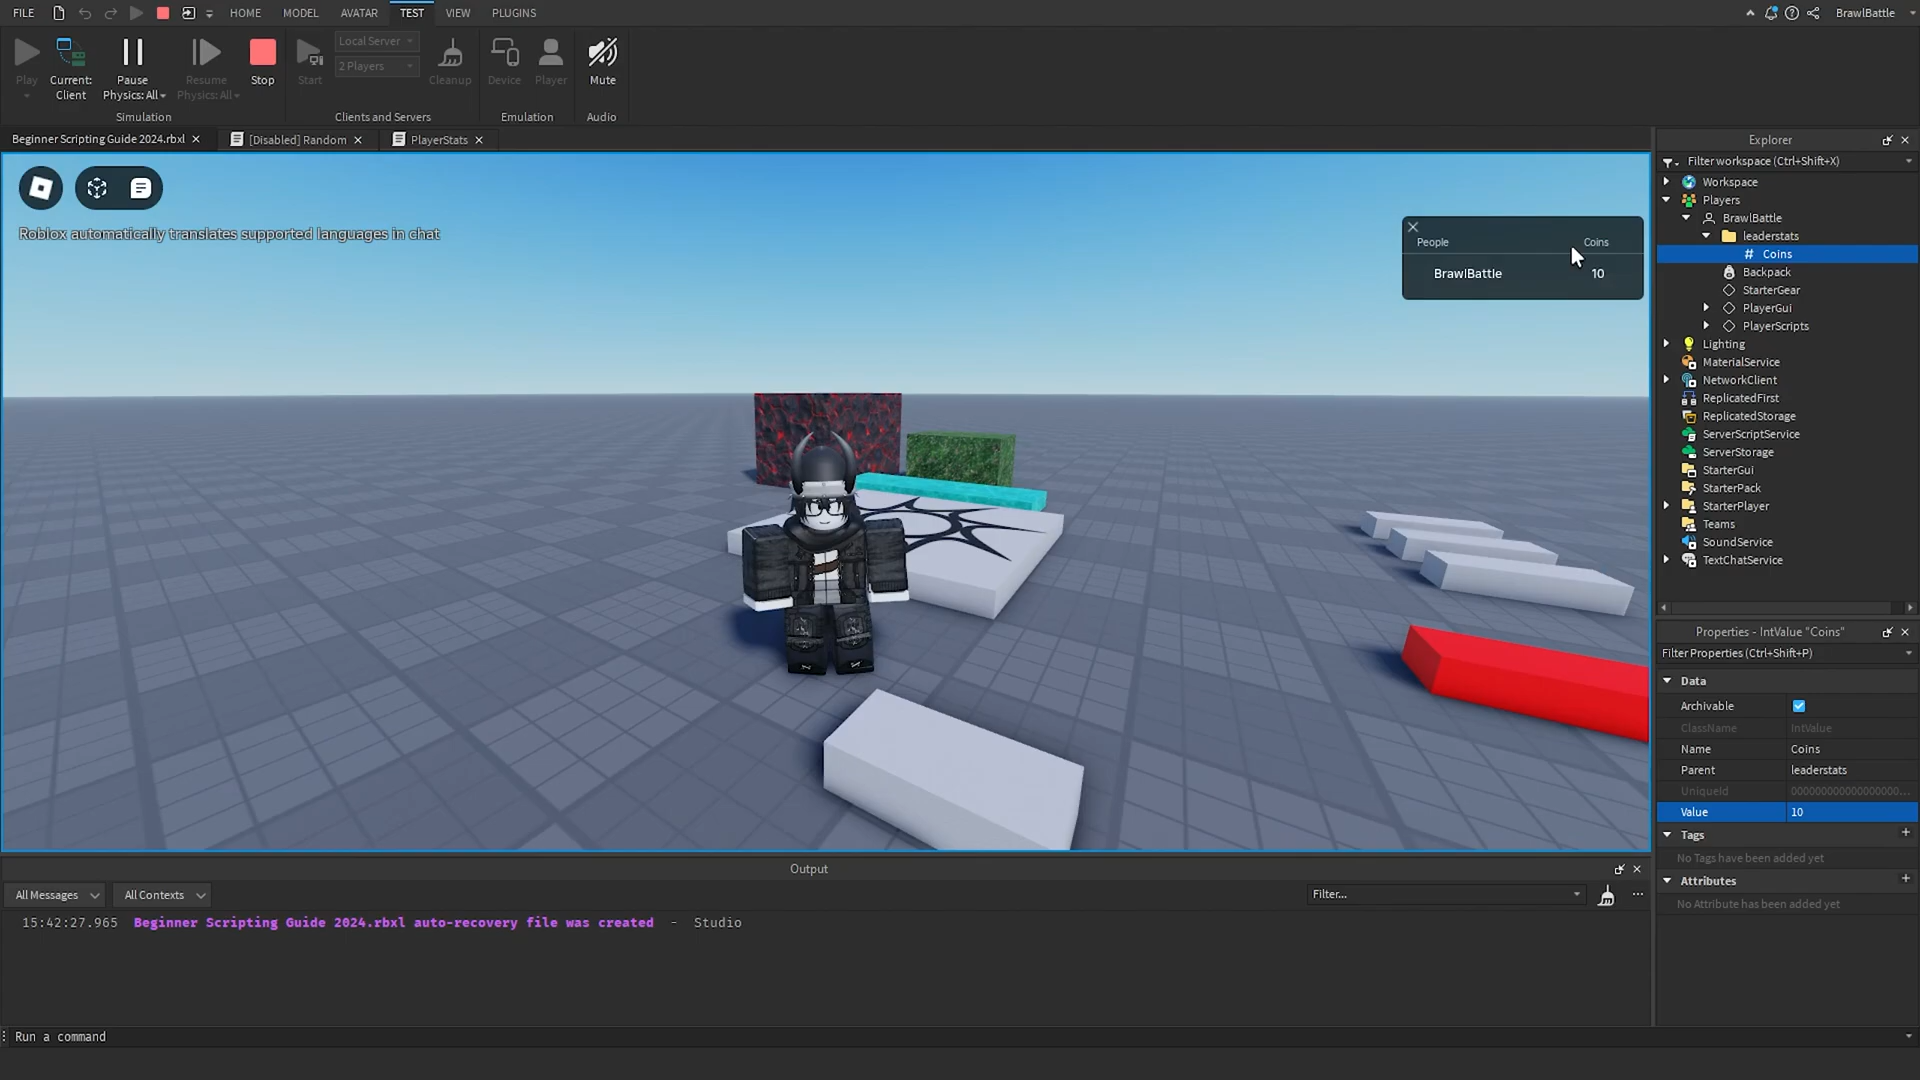 FILE HOME MODEL AVATAR TEST VIEW PLUGINS BrawlBattle
Play Current: Client Pause Physics: All Resume Physics: All Stop Start Local Server 2 Players Cleanup Device Player Mute
Simulation Clients and Servers Emulation Audio
Beginner Scripting Guide 2024.rbxl [Disabled] Random PlayerStats
Roblox automatically translates supported languages in chat
People Coins
BrawlBattle 10
Explorer
Filter workspace (Ctrl+Shift+X)
Workspace
Players
BrawlBattle
leaderstats
# Coins
Backpack
StarterGear
PlayerGui
PlayerScripts
Lighting
MaterialService
NetworkClient
ReplicatedFirst
ReplicatedStorage
ServerScriptService
ServerStorage
StarterGui
StarterPack
StarterPlayer
Teams
SoundService
TextChatService
Properties - IntValue "Coins"
Filter Properties (Ctrl+Shift+P)
Data
Archivable
ClassName IntValue
Name Coins
Parent leaderstats
UniqueId 00000000000000000...
Value 10
Tags +
No Tags have been added yet
Attributes +
No Attribute has been added yet
Output
All Messages All Contexts Filter... ...
15:42:27.965 Beginner Scripting Guide 2024.rbxl auto-recovery file was created - Studio
Run a command